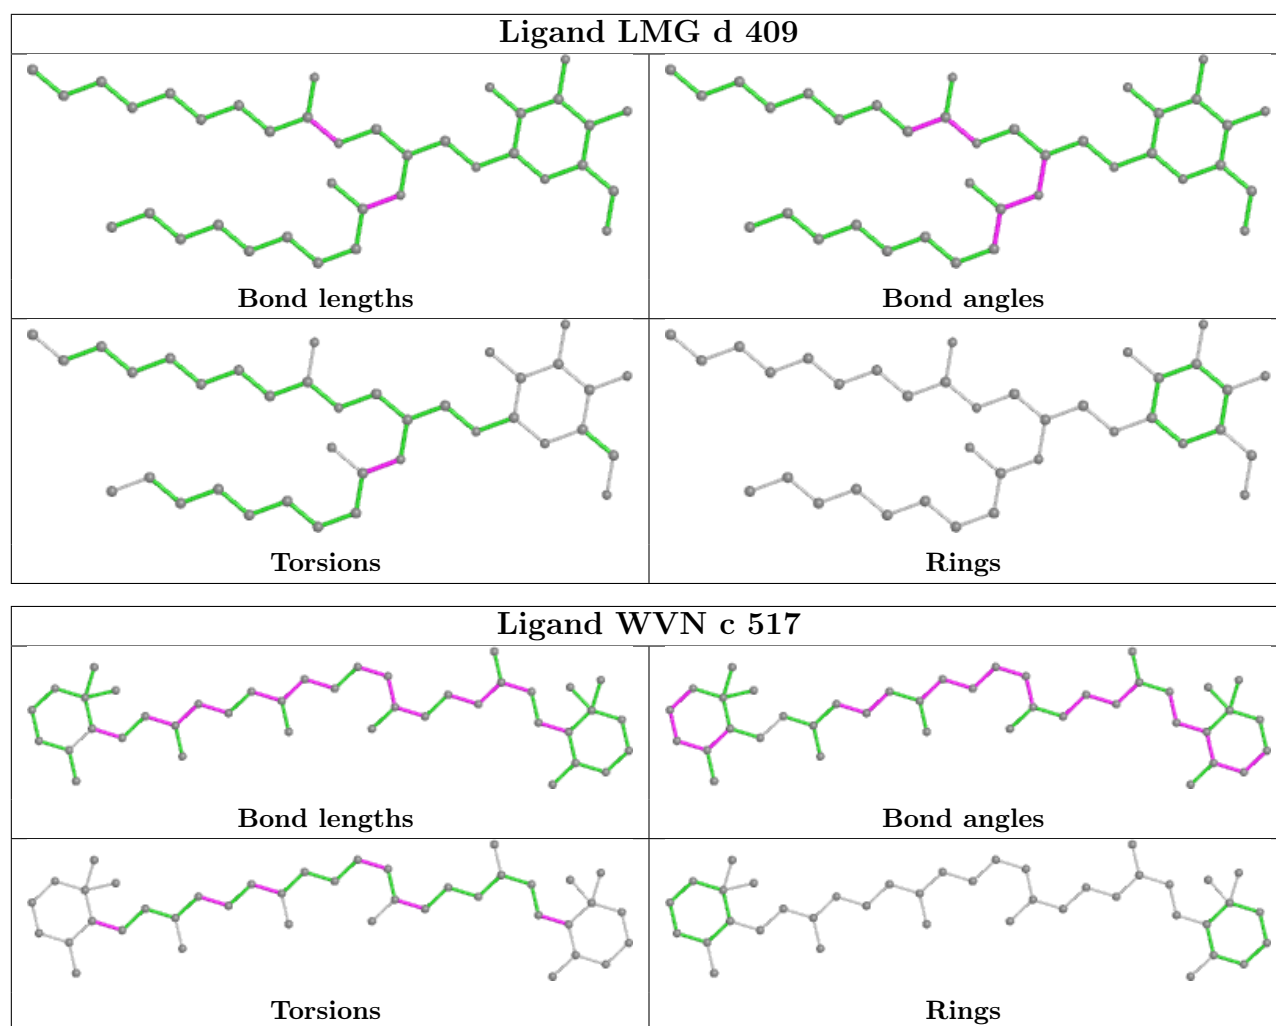 Ligand LMG d 409
Bond lengths
Bond angles
Torsions
Rings
Ligand WVN c 517
Bond lengths
Bond angles
Torsions
Rings